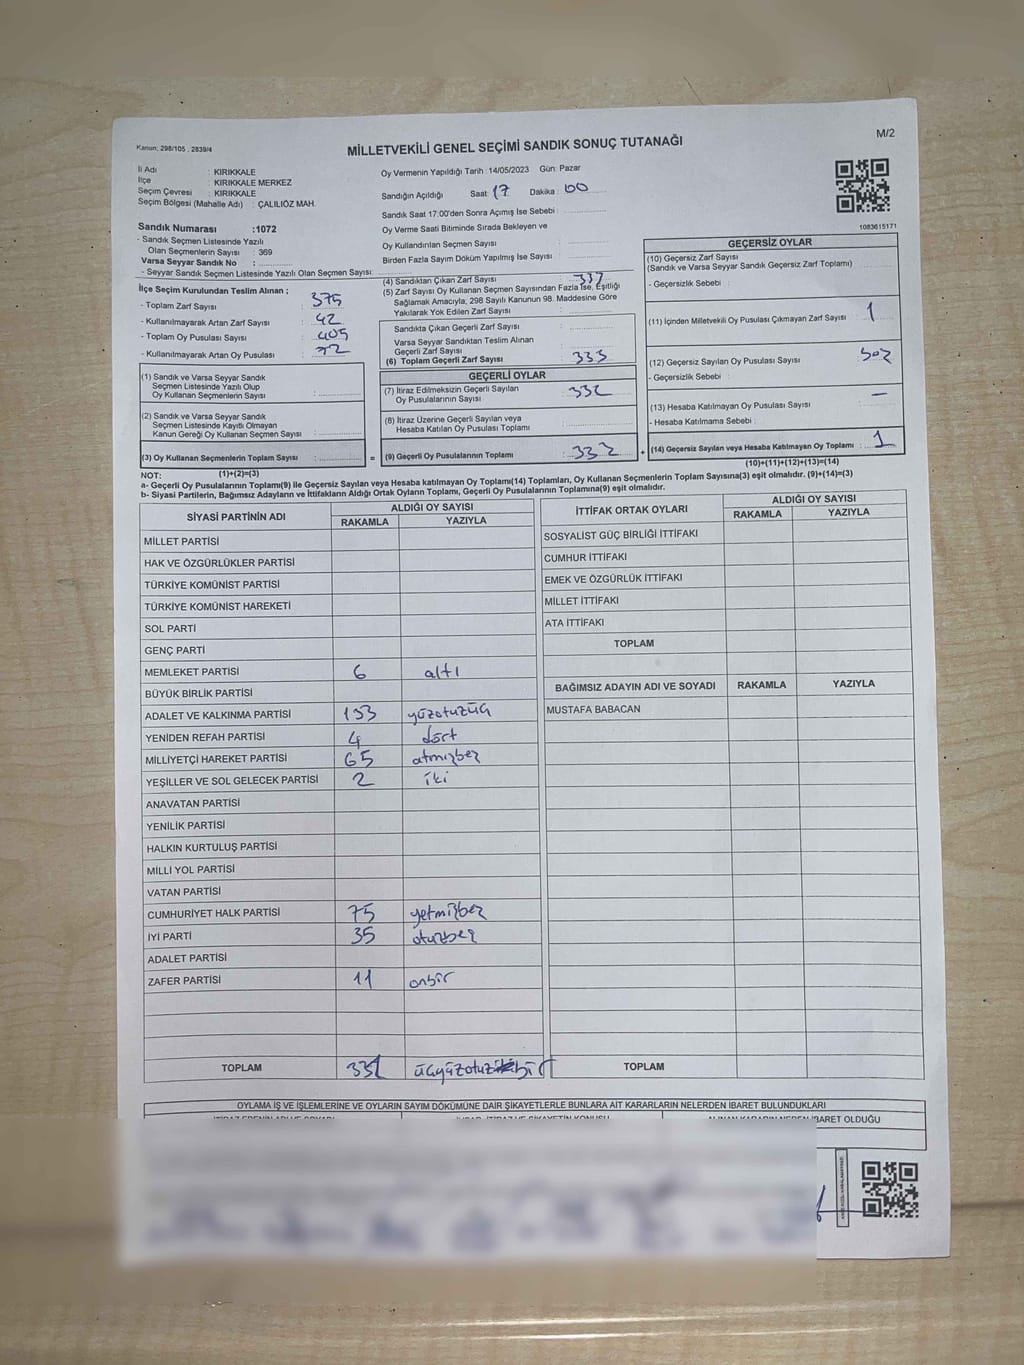 Kanun: 298/105 , 2839/4
M/2
MİLLETVEKİLİ GENEL SEÇİMİ SANDIK SONUÇ TUTANAĞI
İl Adı : KIRIKKALE
İlçe : KIRIKKALE MERKEZ
Seçim Çevresi : KIRIKKALE
Seçim Bölgesi (Mahalle Adı) : ÇALILIÖZ MAH.
Sandık Numarası :1072
- Sandık Seçmen Listesinde Yazılı
Olan Seçmenlerin Sayısı : 369
Varsa Seyyar Sandık No :
- Seyyar Sandık Seçmen Listesinde Yazılı Olan Seçmen Sayısı:
Oy Vermenin Yapıldığı Tarih : 14/05/2023 Gün: Pazar
Sandığın Açıldığı Saat: 17 Dakika : 00
Sandık Saat 17:00'den Sonra Açımış İse Sebebi :
Oy Verme Saati Bitiminde Sırada Bekleyen ve
Oy Kullandırılan Seçmen Sayısı :
Birden Fazla Sayım Döküm Yapılmış İse Sayısı :
1083615171
İlçe Seçim Kurulundan Teslim Alınan ;
- Toplam Zarf Sayısı : 375
- Kullanılmayarak Artan Zarf Sayısı : 42
- Toplam Oy Pusulası Sayısı : 405
- Kullanılmayarak Artan Oy Pusulası : 72
(1) Sandık ve Varsa Seyyar Sandık
Seçmen Listesinde Yazılı Olup
Oy Kullanan Seçmenlerin Sayısı :
(2) Sandık ve Varsa Seyyar Sandık
Seçmen Listesinde Kayıtlı Olmayan
Kanun Gereği Oy Kullanan Seçmen Sayısı :
(3) Oy Kullanan Seçmenlerin Toplam Sayısı : =
(1)+(2)=(3)
(4) Sandıktan Çıkan Zarf Sayısı :
(5) Zarf Sayısı Oy Kullanan Seçmen Sayısından Fazla İse, Eşitliği
Sağlamak Amacıyla, 298 Sayılı Kanunun 98. Maddesine Göre
Yakılarak Yok Edilen Zarf Sayısı :
Sandıkta Çıkan Geçerli Zarf Sayısı :
Varsa Seyyar Sandıktan Teslim Alınan
Geçerli Zarf Sayısı :
(6) Toplam Geçerli Zarf Sayısı : 333
GEÇERLİ OYLAR
(7) İtiraz Edilmeksizin Geçerli Sayılan
Oy Pusulalarının Sayısı : 332
(8) İtiraz Üzerine Geçerli Sayılan veya
Hesaba Katılan Oy Pusulası Toplamı :
(9) Geçerli Oy Pusulalarının Toplamı : 332 +
GEÇERSİZ OYLAR
(10) Geçersiz Zarf Sayısı
(Sandık ve Varsa Seyyar Sandık Geçersiz Zarf Toplamı) :
- Geçersizlik Sebebi :
(11) İçinden Milletvekili Oy Pusulası Çıkmayan Zarf Sayısı : 1
(12) Geçersiz Sayılan Oy Pusulası Sayısı :
- Geçersizlik Sebebi :
(13) Hesaba Katılmayan Oy Pusulası Sayısı : —
- Hesaba Katılmama Sebebi :
(14) Geçersiz Sayılan veya Hesaba Katılmayan Oy Toplamı : 1
(10)+(11)+(12)+(13)=(14)
NOT:
a- Geçerli Oy Pusulalarının Toplamı(9) ile Geçersiz Sayılan veya Hesaba katılmayan Oy Toplamı(14) Toplamları, Oy Kullanan Seçmenlerin Toplam Sayısına(3) eşit olmalıdır. (9)+(14)=(3)
b- Siyasi Partilerin, Bağımsız Adayların ve İttifakların Aldığı Ortak Oyların Toplamı, Geçerli Oy Pusulalarının Toplamına(9) eşit olmalıdır.
SİYASİ PARTİNİN ADI ALDIĞI OY SAYISI
RAKAMLA YAZIYLA
MİLLET PARTİSİ
HAK VE ÖZGÜRLÜKLER PARTİSİ
TÜRKİYE KOMÜNİST PARTİSİ
TÜRKİYE KOMÜNİST HAREKETİ
SOL PARTİ
GENÇ PARTİ
MEMLEKET PARTİSİ 6 altı
BÜYÜK BİRLİK PARTİSİ
ADALET VE KALKINMA PARTİSİ 133 yüzotuzüç
YENİDEN REFAH PARTİSİ 4 dört
MİLLİYETÇİ HAREKET PARTİSİ 65 atmışbeş
YEŞİLLER VE SOL GELECEK PARTİSİ 2 iki
ANAVATAN PARTİSİ
YENİLİK PARTİSİ
HALKIN KURTULUŞ PARTİSİ
MİLLİ YOL PARTİSİ
VATAN PARTİSİ
CUMHURİYET HALK PARTİSİ 75 yetmişbeş
İYİ PARTİ 35 otuzbeş
ADALET PARTİSİ
ZAFER PARTİSİ 11 onbir
TOPLAM 331 üçyüzotuzbir
İTTİFAK ORTAK OYLARI ALDIĞI OY SAYISI
RAKAMLA YAZIYLA
SOSYALİST GÜÇ BİRLİĞİ İTTİFAKI
CUMHUR İTTİFAKI
EMEK VE ÖZGÜRLÜK İTTİFAKI
MİLLET İTTİFAKI
ATA İTTİFAKI
TOPLAM
BAĞIMSIZ ADAYIN ADI VE SOYADI RAKAMLA YAZIYLA
MUSTAFA BABACAN
TOPLAM
OYLAMA İŞ VE İŞLEMLERİNE VE OYLARIN SAYIM DÖKÜMÜNE DAİR ŞİKAYETLERLE BUNLARA AİT KARARLARIN NELERDEN İBARET BULUNDUKLARI
İBARET OLDUĞU